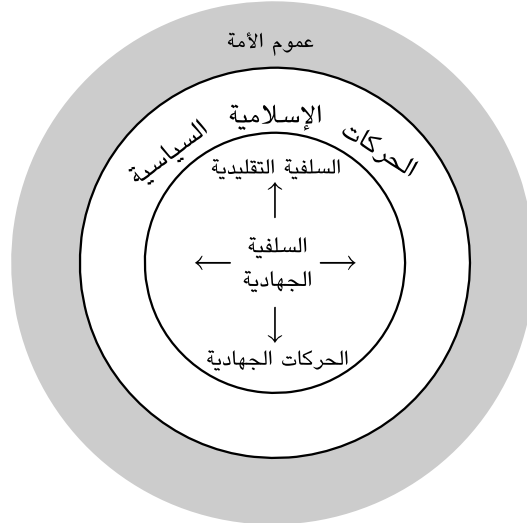 عموم الأمة
الحركات الإسلامية السياسية
السلفية التقليدية
السلفية
الجهادية
الحركات الجهادية